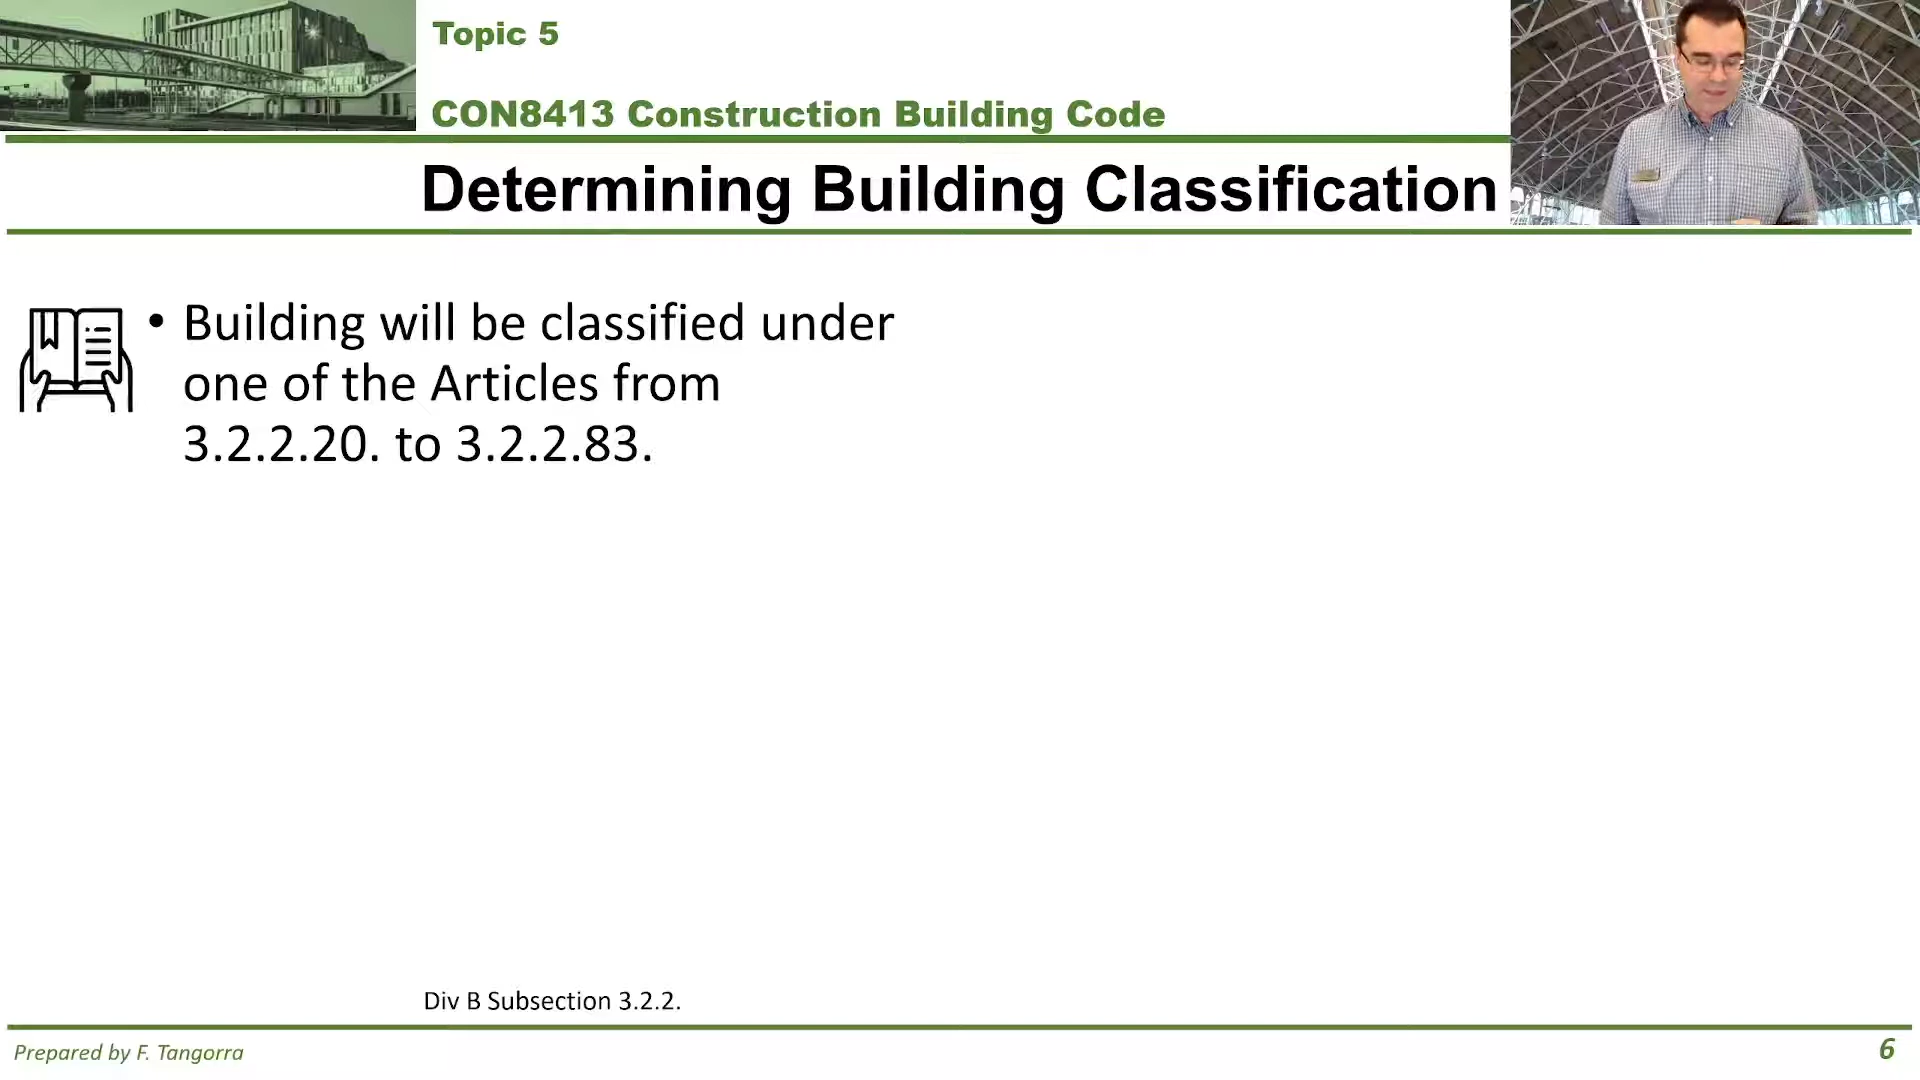 Topic 5
CON8413 Construction Building Code
Determining Building Classification
• Building will be classified under
one of the Articles from
3.2.2.20. to 3.2.2.83.
Div B Subsection 3.2.2.
Prepared by F. Tangorra
6